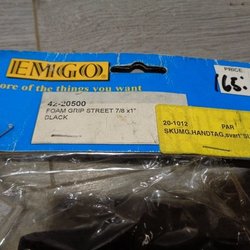 EMGO
PRICE
65:-
ore of the things you want
42-20500
FOAM GRIP STREET 7/8 x1"
BLACK
20-1012 PAR
SKUMG.HANDTAG,svart"S